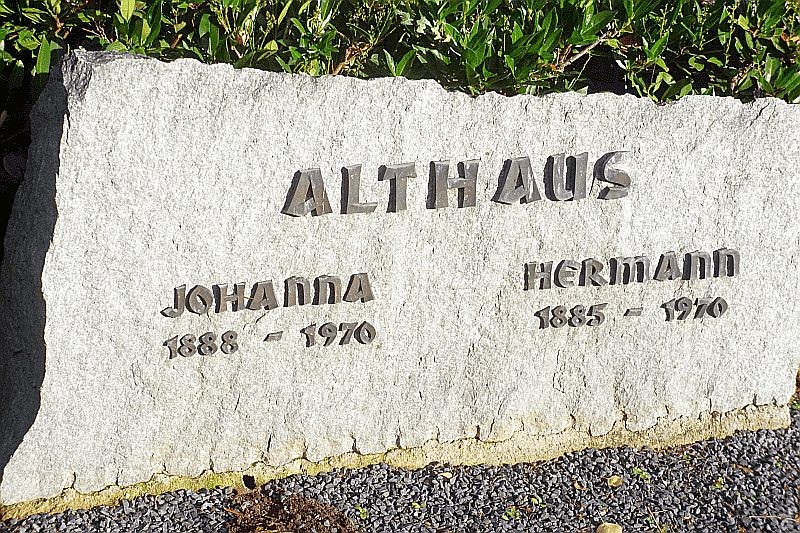 ALTHAUS
JOHANNA
1888 - 1970
HERMANN
1885 - 1970